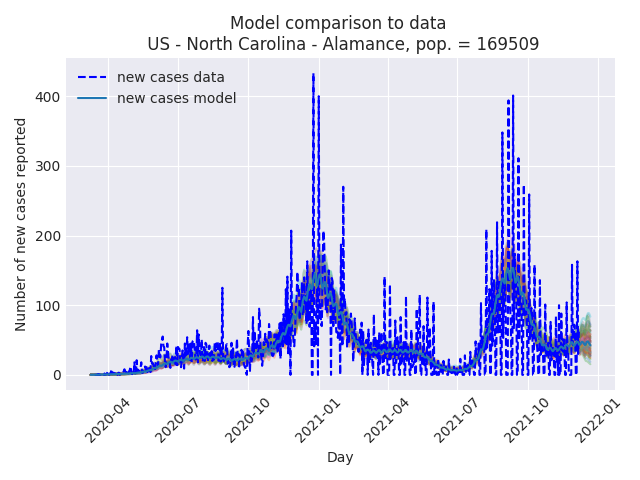 Model comparison to data
US - North Carolina - Alamance, pop. = 169509
new cases data
new cases model
Number of new cases reported
400
300
200
100
0
2020-04
2020-07
2020-10
2021-01
2021-04
2021-07
2021-10
2022-01
Day